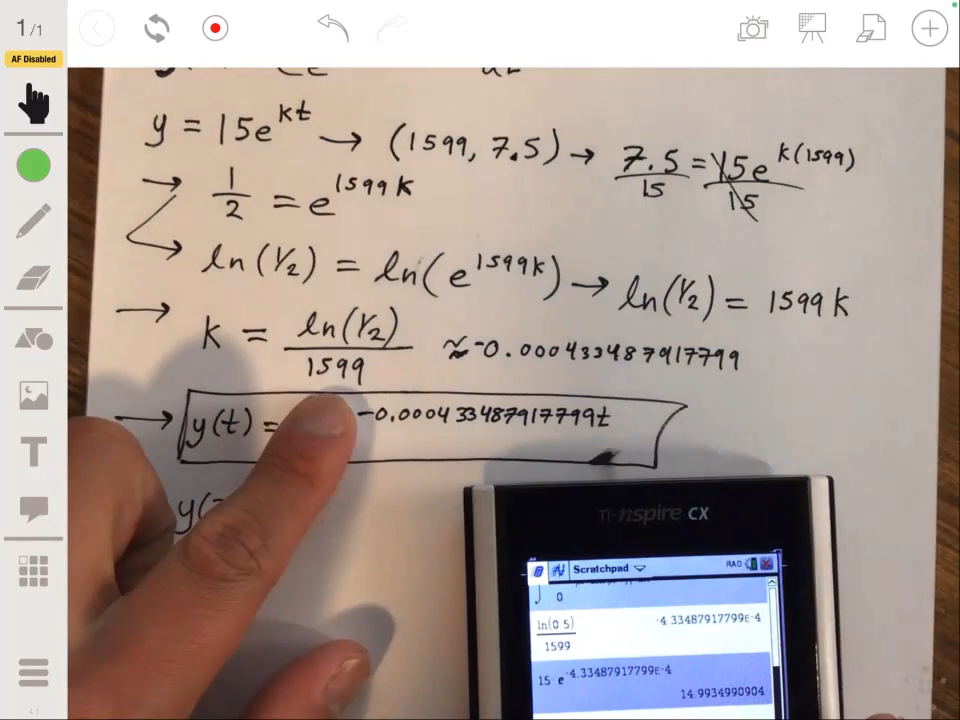 1/1
AF Disabled
y = 15e^{kt} → (1599, 7.5) → 7.5/15 = 15e^{k(1599)}/15
→ 1/2 = e^{1599k}
→ ln(1/2) = ln(e^{1599k}) → ln(1/2) = 1599k
→ k = ln(1/2)/1599 ≈ -0.000433487917799
→ y(t) = -0.000433487917799t
y(
TI-nspire CX
Scratchpad RAD
0
ln(0.5)/1599 -4.33487917799E-4
15·e^{-4.33487917799E-4}
14.9934990904
T
L1